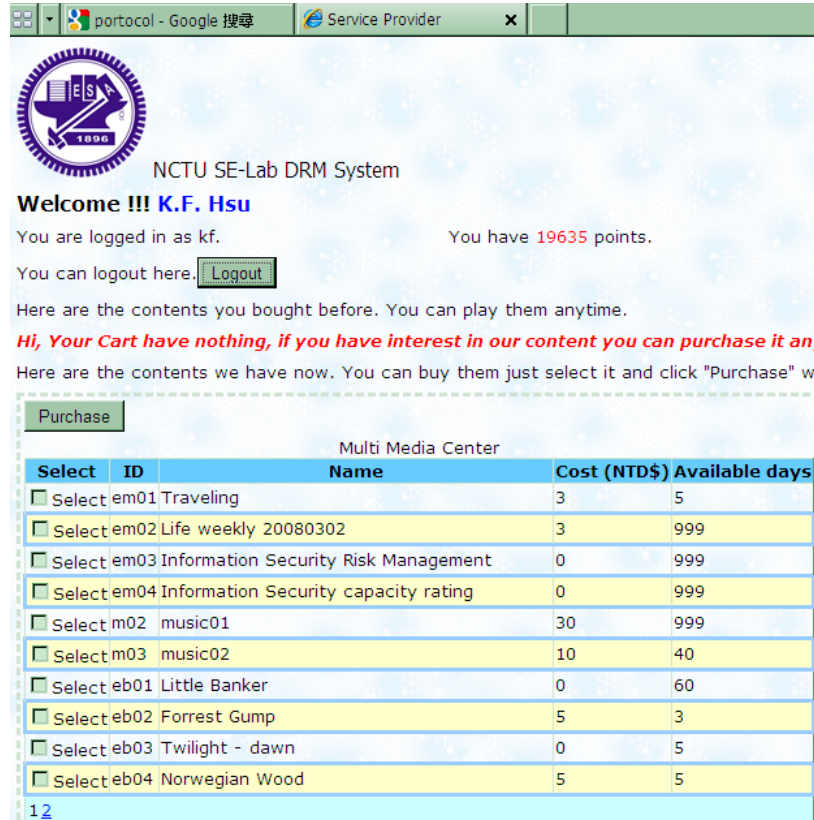 portocol - Google 搜尋 Service Provider
ESA
1896
NCTU SE-Lab DRM System
Welcome !!! K.F. Hsu
You are logged in as kf. You have 19635 points.
You can logout here. Logout
Here are the contents you bought before. You can play them anytime.
Hi, Your Cart have nothing, if you have interest in our content you can purchase it an
Here are the contents we have now. You can buy them just select it and click "Purchase" w
Purchase
Multi Media Center
Select ID Name Cost (NTD$) Available days
Select em01 Traveling 3 5
Select em02 Life weekly 20080302 3 999
Select em03 Information Security Risk Management 0 999
Select em04 Information Security capacity rating 0 999
Select m02 music01 30 999
Select m03 music02 10 40
Select eb01 Little Banker 0 60
Select eb02 Forrest Gump 5 3
Select eb03 Twilight - dawn 0 5
Select eb04 Norwegian Wood 5 5
1 2